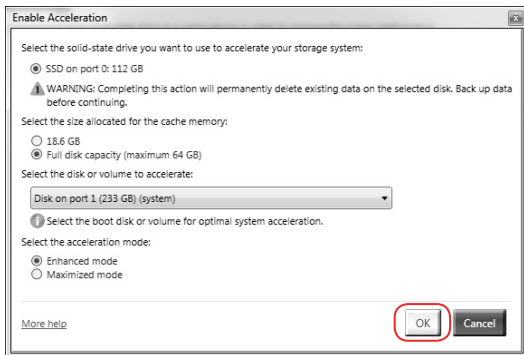 Enable Acceleration
Select the solid-state drive you want to use to accelerate your storage system:
SSD on port 0: 112 GB
WARNING: Completing this action will permanently delete existing data on the selected disk. Back up data
before continuing.
Select the size allocated for the cache memory:
18.6 GB
Full disk capacity (maximum 64 GB)
Select the disk or volume to accelerate:
Disk on port 1 (233 GB) (system)
Select the boot disk or volume for optimal system acceleration.
Select the acceleration mode:
Enhanced mode
Maximized mode
More help
OK
Cancel